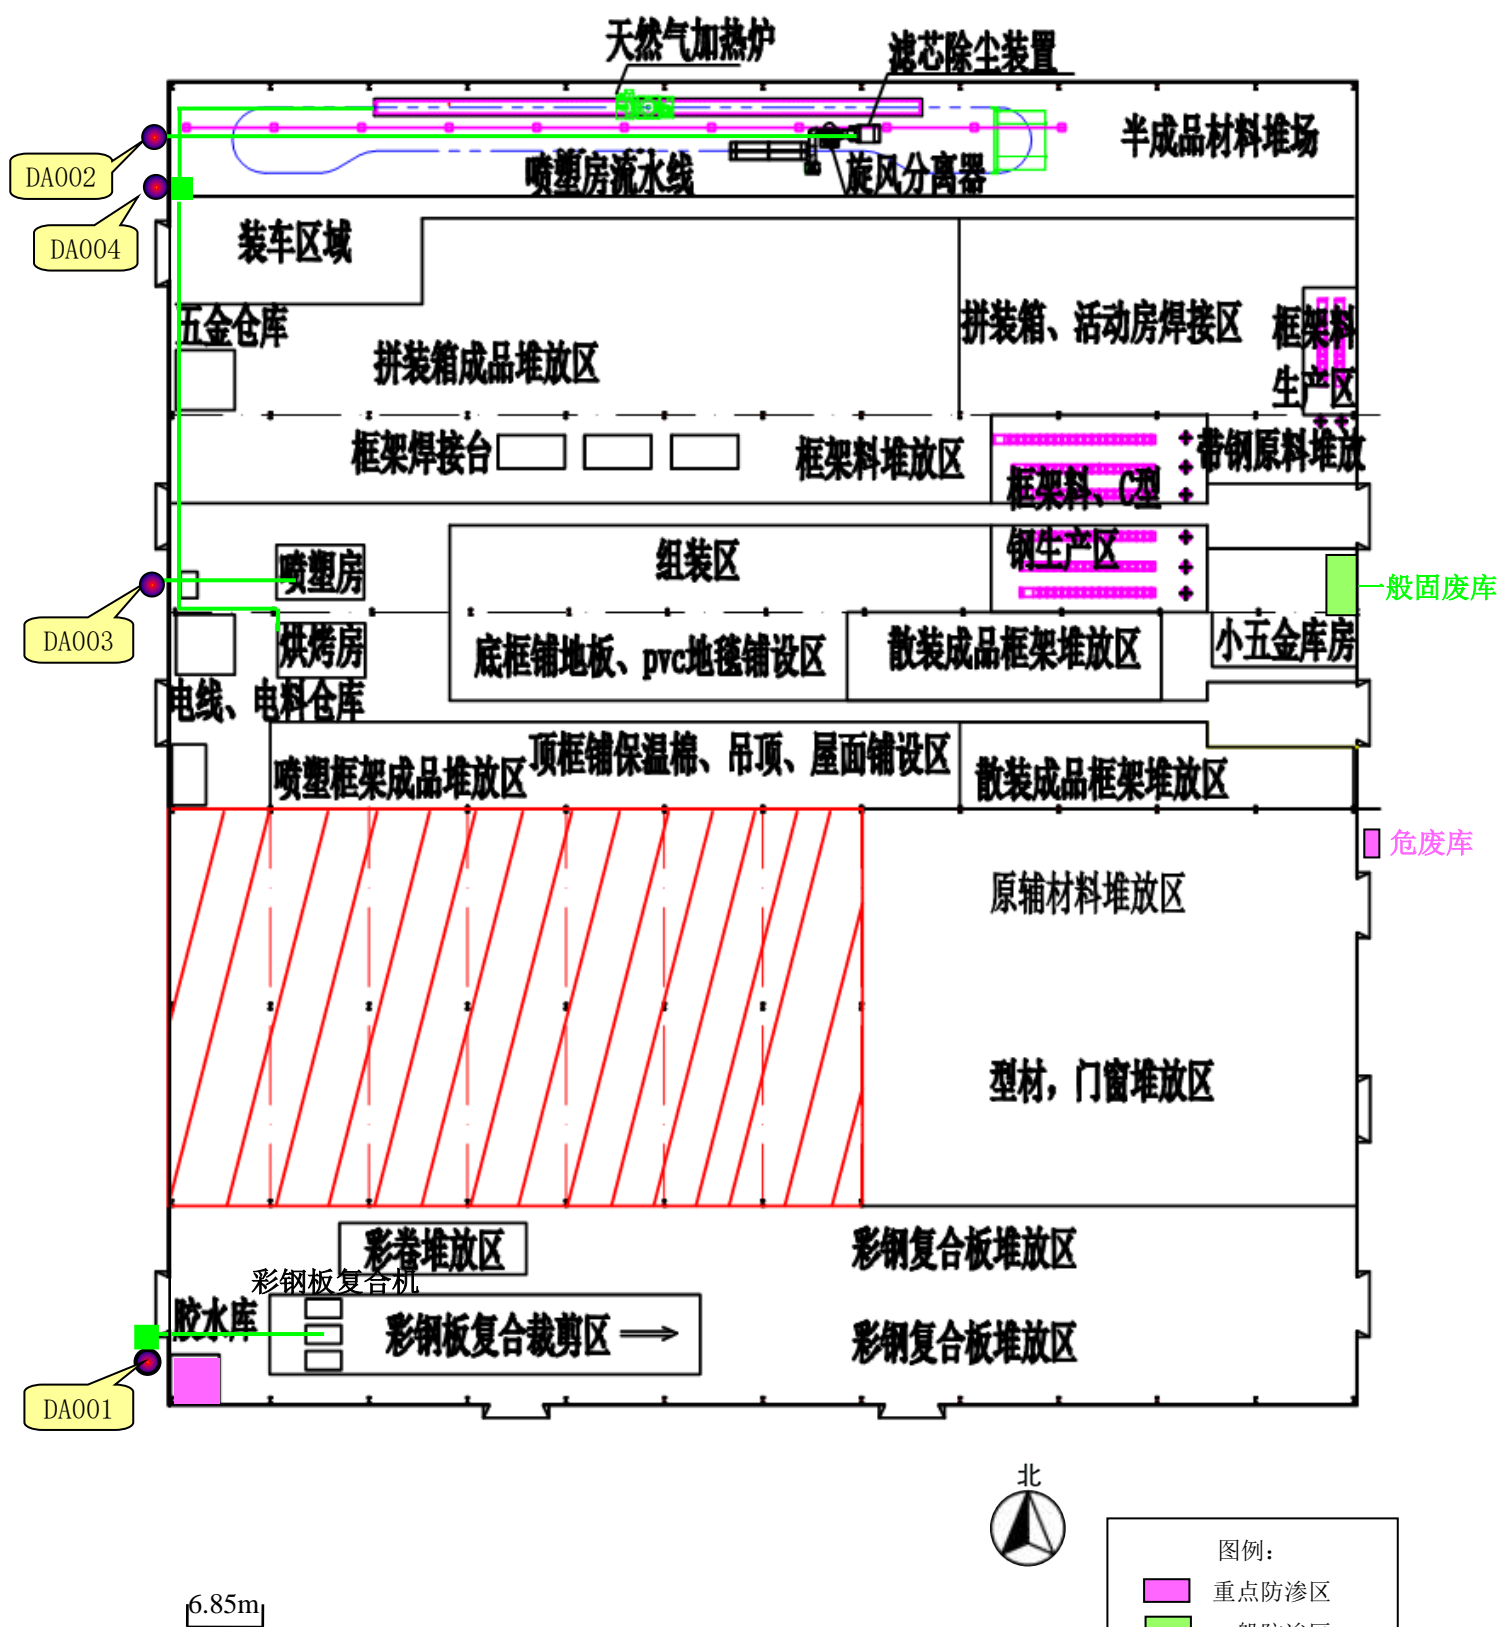 天然气加热炉
滤芯除尘装置
半成品材料堆场
DA002
喷塑房流水线
旋风分离器
DA004
装车区域
五金仓库
拼装箱成品堆放区
拼装箱、活动房焊接区
框架料
生产区
框架焊接台
框架料堆放区
带钢原料堆放
框架料、C型
钢生产区
组装区
喷塑房
一般固废库
DA003
烘烤房
底框铺地板、pvc地毯铺设区
散装成品框架堆放区
小五金库房
电线、电料仓库
顶框铺保温棉、吊顶、屋面铺设区
喷塑框架成品堆放区
散装成品框架堆放区
危废库
原辅材料堆放区
型材，门窗堆放区
彩卷堆放区
彩钢复合板堆放区
彩钢板复合机
胶水库
彩钢板复合裁剪区
彩钢复合板堆放区
DA001
北
图例：
重点防渗区
一般防渗区
6.85m